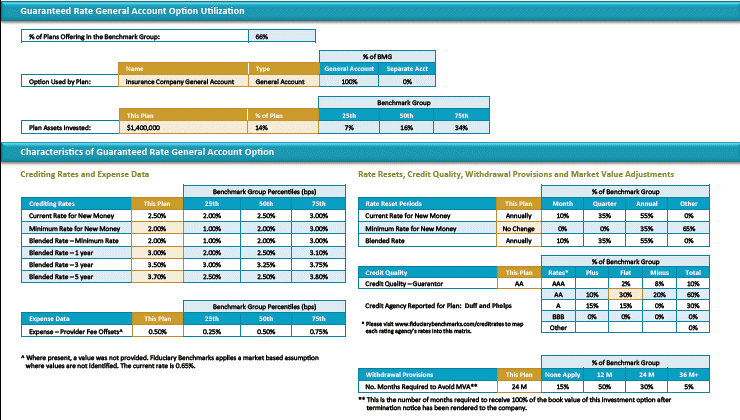 Guaranteed Rate General Account Option Utilization
% of Plans Offering in the Benchmark Group: 66%
% of BMG
Name Type General Account Separate Acct
Option Used by Plan: Insurance Company General Account General Account 100% 0%
Benchmark Group
This Plan % of Plan 25th 50th 75th
Plan Assets Invested: $1,400,000 14% 7% 16% 34%
Characteristics of Guaranteed Rate General Account Option
Crediting Rates and Expense Data
Benchmark Group Percentiles (bps)
Crediting Rates This Plan 25th 50th 75th
Current Rate for New Money 2.50% 2.00% 2.50% 3.00%
Minimum Rate for New Money 2.00% 1.00% 2.00% 3.00%
Blended Rate – Minimum Rate 2.00% 1.00% 2.00% 3.00%
Blended Rate – 1 year 3.00% 2.00% 2.50% 3.10%
Blended Rate – 3 year 3.50% 3.00% 3.25% 3.75%
Blended Rate – 5 year 3.70% 2.50% 2.50% 3.80%
Benchmark Group Percentiles (bps)
Expense Data This Plan 25th 50th 75th
Expense – Provider Fee Offsets^ 0.50% 0.25% 0.50% 0.75%
^ Where present, a value was not provided. Fiduciary Benchmarks applies a market based assumption
where values are not identified. The current rate is 0.65%.
Rate Resets, Credit Quality, Withdrawal Provisions and Market Value Adjustments
% of Benchmark Group
Rate Reset Periods This Plan Month Quarter Annual Other
Current Rate for New Money Annually 10% 35% 55% 0%
Minimum Rate for New Money No Change 0% 0% 35% 65%
Blended Rate Annually 10% 35% 55% 0%
% of Benchmark Group
Credit Quality This Plan Rates* Plus Flat Minus Total
Credit Quality – Guarantor AA AAA 2% 8% 10%
AA 10% 30% 20% 60%
Credit Agency Reported for Plan: Duff and Phelps A 15% 15% 0% 30%
BBB 0% 0% 0% 0%
Other 0%
* Please visit www.fiduciarybenchmarks.com/creditrates to map
each rating agency's rates into this matrix.
% of Benchmark Group
Withdrawal Provisions This Plan None Apply 12 M 24 M 36 M+
No. Months Required to Avoid MVA** 24 M 15% 50% 30% 5%
** This is the number of months required to receive 100% of the book value of this investment option after
termination notice has been rendered to the company.